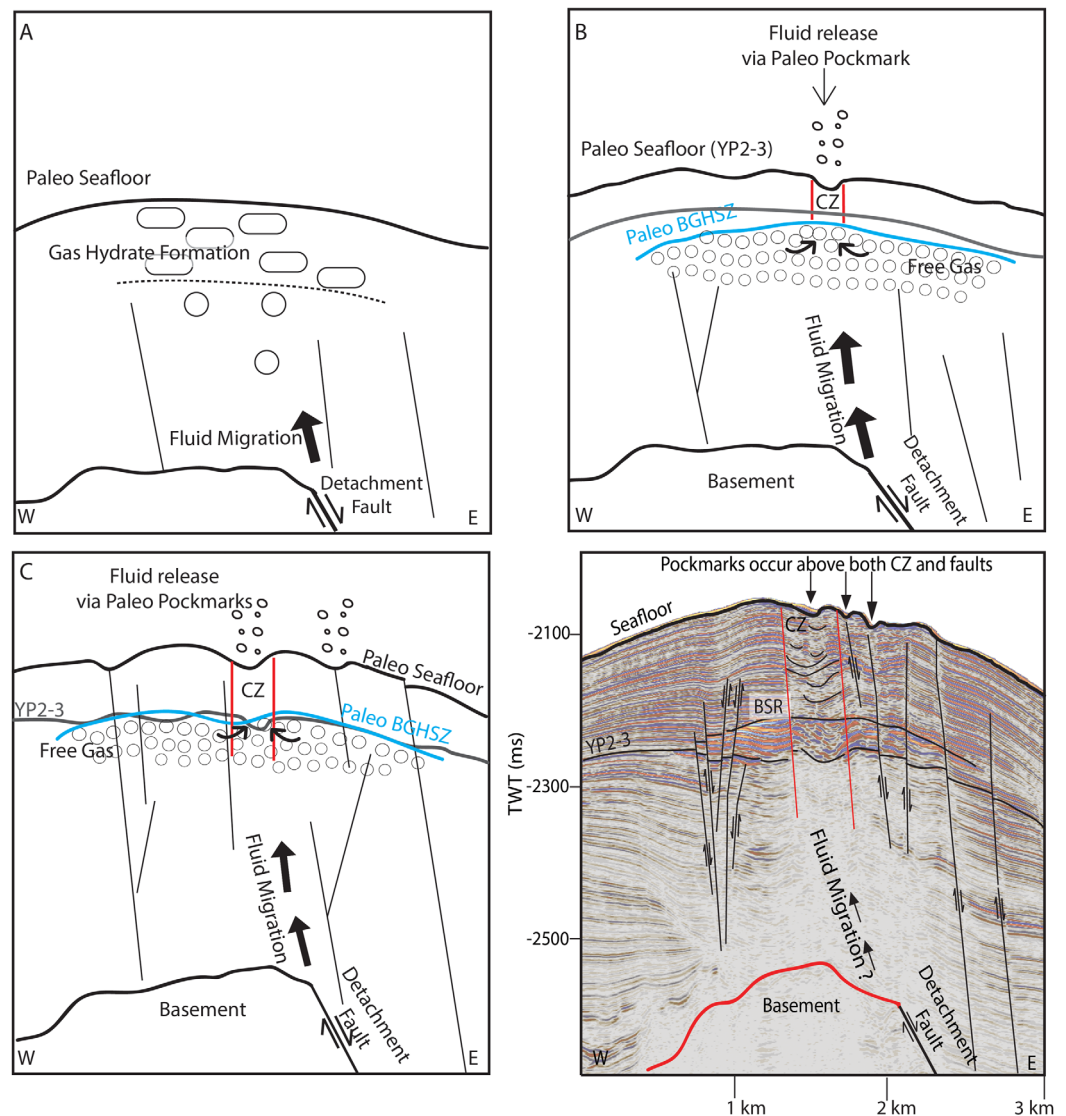 A
Paleo Seafloor
Gas Hydrate Formation
Fluid Migration
Detachment
Fault
W
E
B
Fluid release
via Paleo Pockmark
Paleo Seafloor (YP2-3)
CZ
Paleo BGHSZ
Free Gas
Fluid Migration
Basement
Detachment
Fault
W
E
C
Fluid release
via Paleo Pockmarks
Paleo Seafloor
CZ
YP2-3
Paleo BGHSZ
Free Gas
Fluid Migration
Basement
Detachment
Fault
W
E
Pockmarks occur above both CZ and faults
Seafloor
-2100
CZ
BSR
YP2-3
TWT (ms)
-2300
Fluid Migration ?
-2500
Basement
Detachment
Fault
W
E
1 km
2 km
3 km